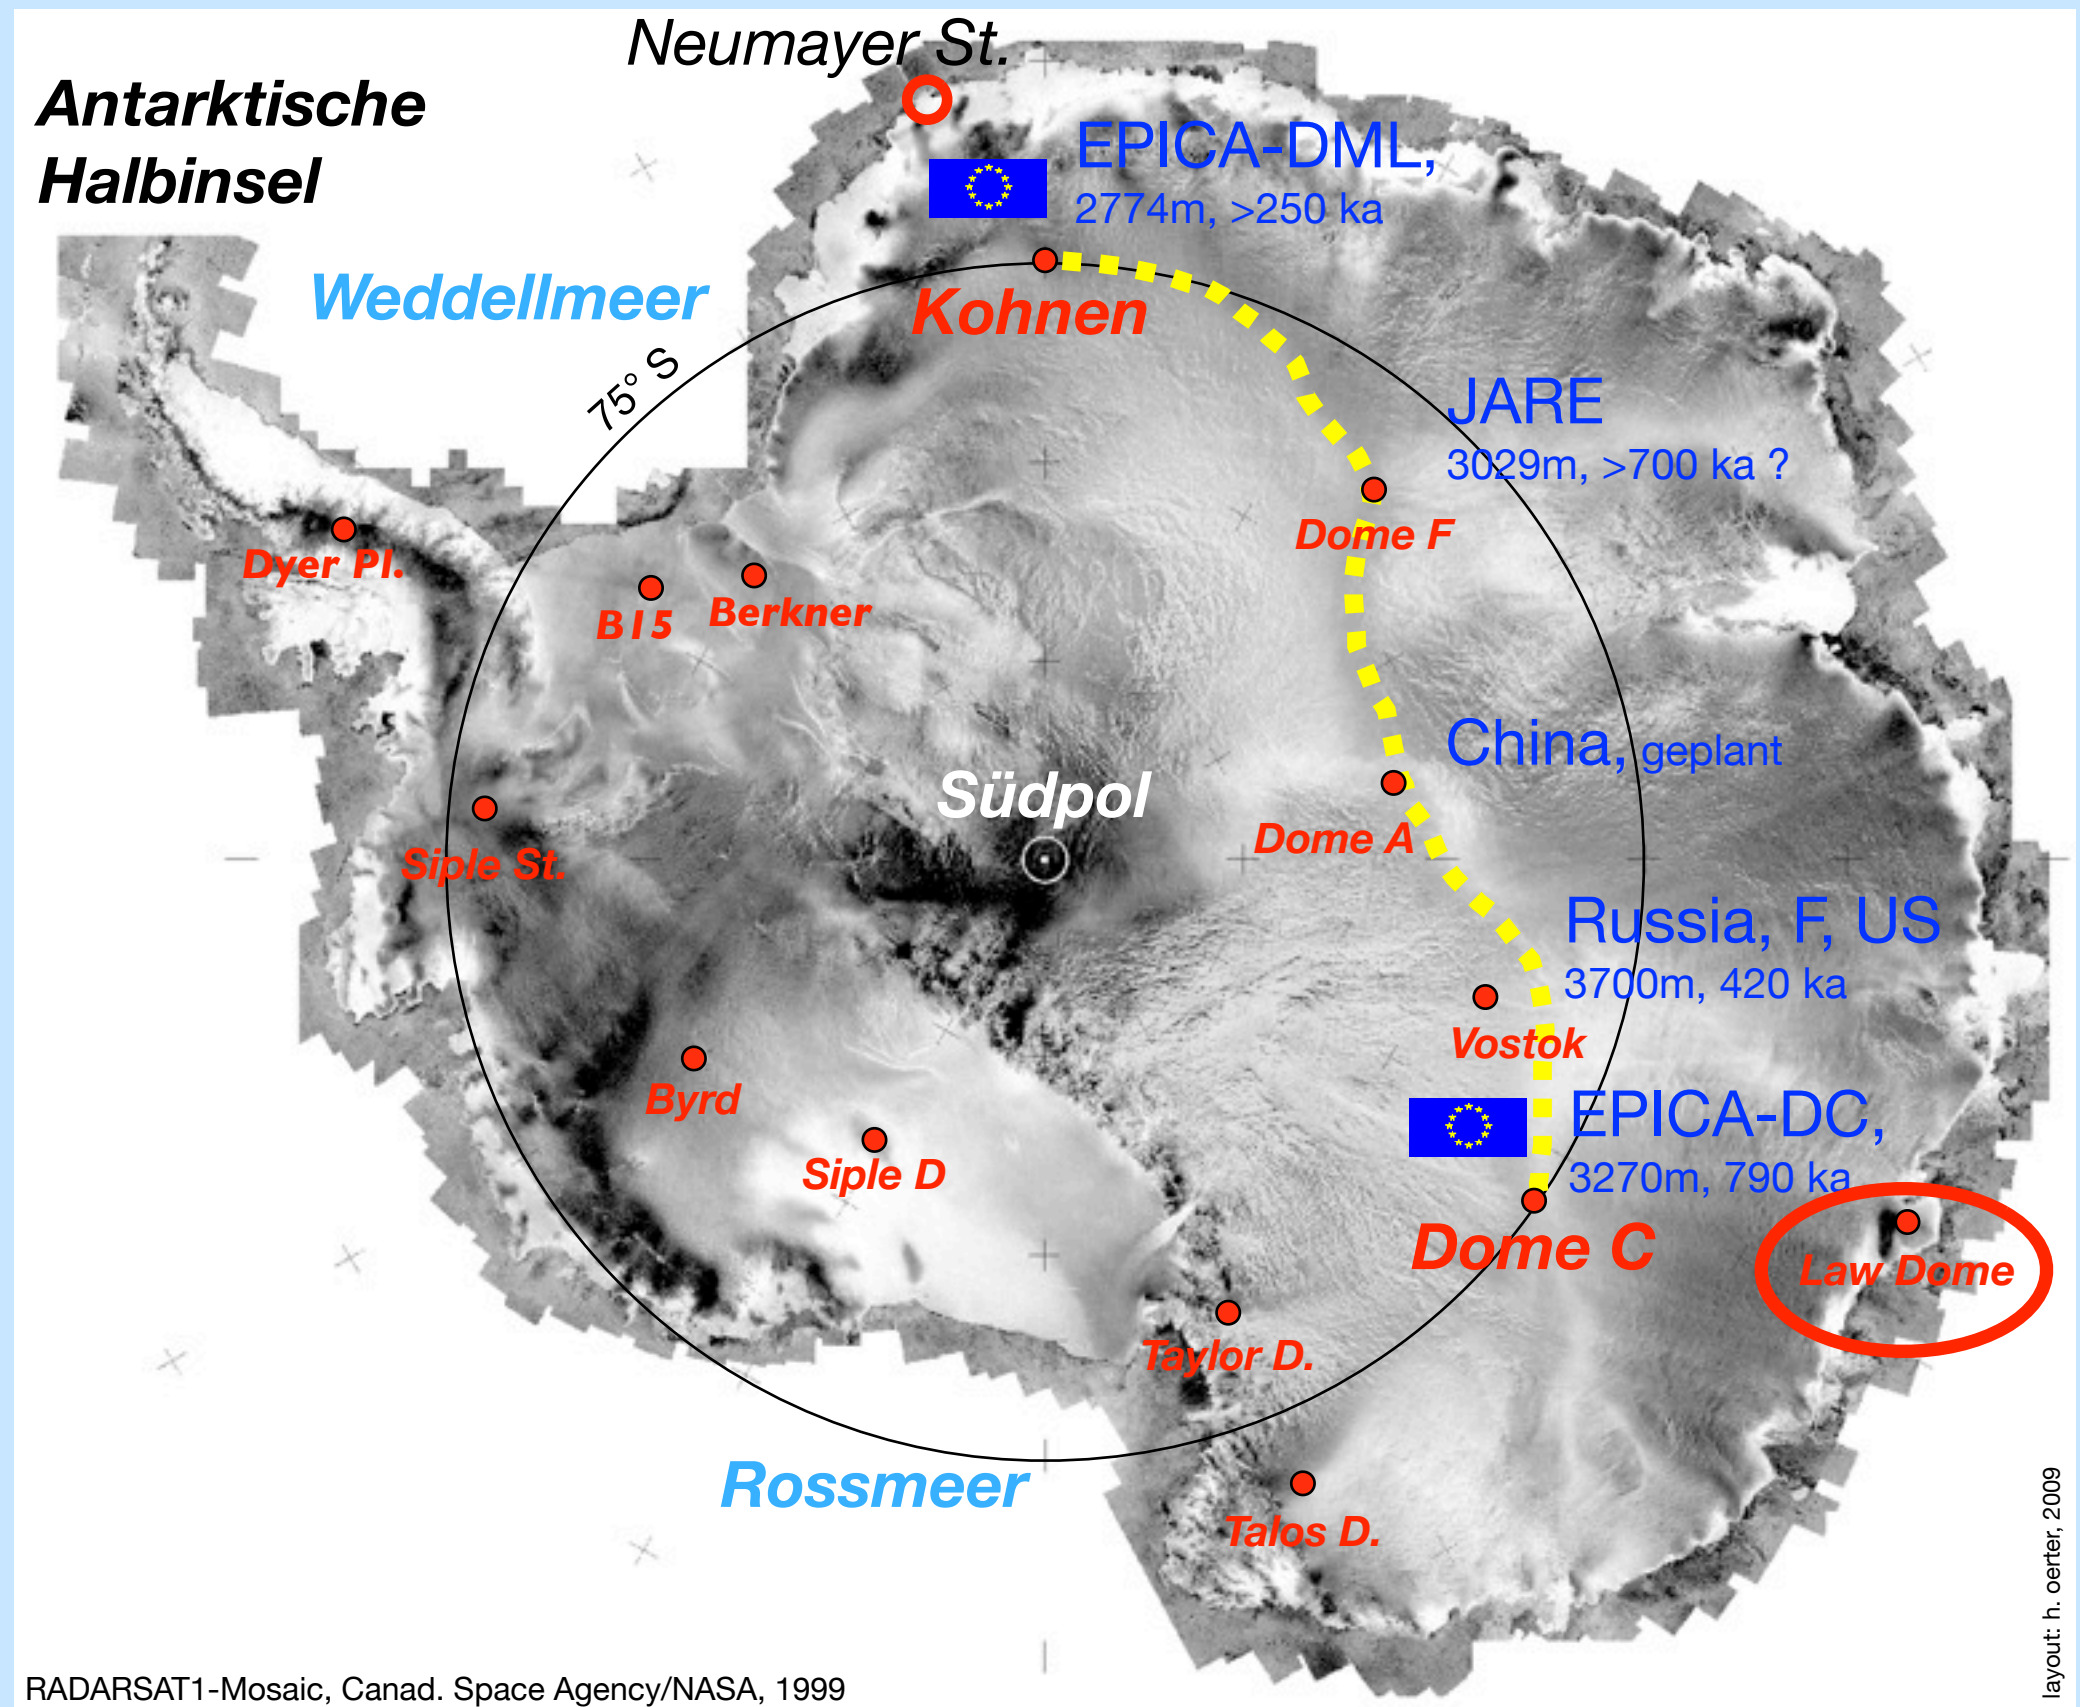 Neumayer St.
Antarktische
Halbinsel
EPICA-DML,
2774m, >250 ka
Weddellmeer
Kohnen
75° S
JARE
3029m, >700 ka ?
Dome F
Dyer Pl.
B15
Berkner
China, geplant
Südpol
Dome A
Siple St.
Russia, F, US
3700m, 420 ka
Vostok
Byrd
EPICA-DC,
3270m, 790 ka
Siple D
Dome C
Law Dome
Taylor D.
Rossmeer
Talos D.
layout: h. oerter, 2009
RADARSAT1-Mosaic, Canad. Space Agency/NASA, 1999